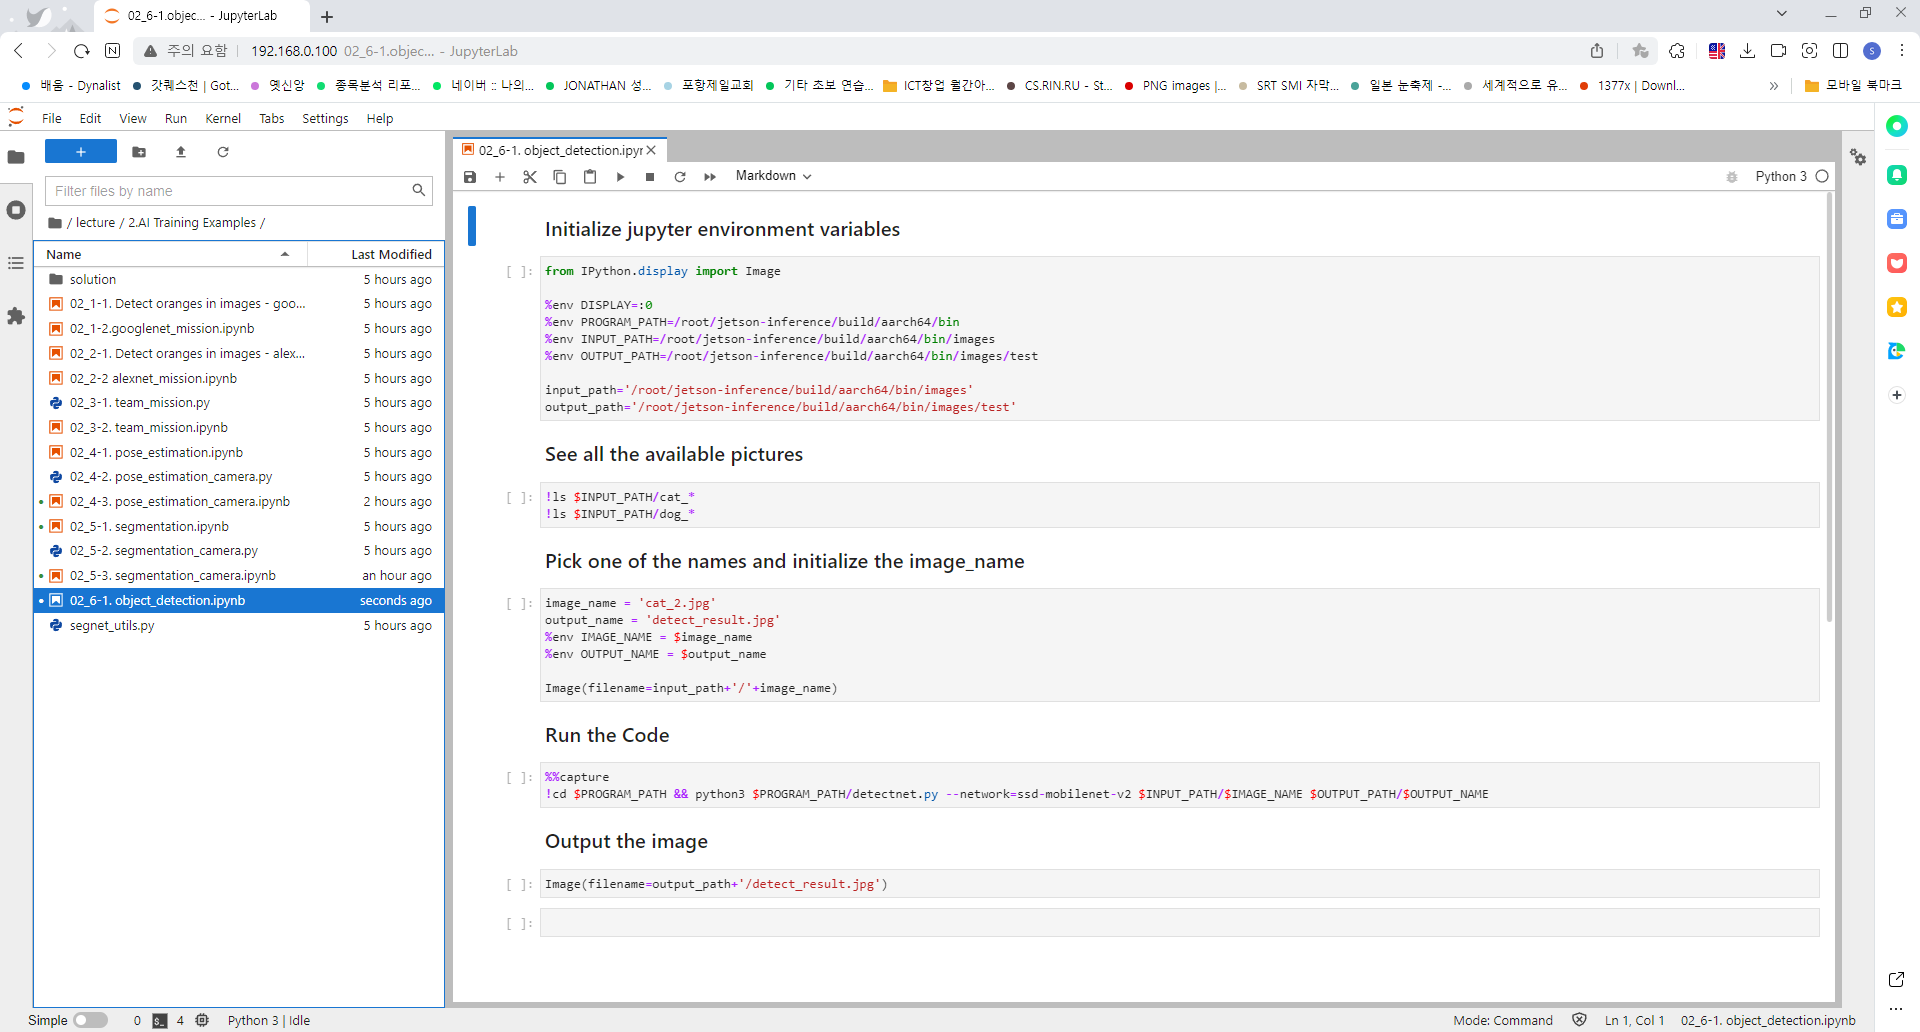 02_6-1.objec... - JupyterLab
주의 요함
192.168.0.100 02_6-1.objec... - JupyterLab
배움 - Dynalist
갓퀘스천 | Got...
옛신앙
종목분석 리포...
네이버 :: 나의...
JONATHAN 성...
포항제일교회
기타 초보 연습...
ICT창업 월간아...
CS.RIN.RU - St...
PNG images |...
SRT SMI 자막...
일본 눈축제 -...
세계적으로 유...
1377x | Downl...
모바일 북마크
File Edit View Run Kernel Tabs Settings Help
Filter files by name
/ lecture / 2.AI Training Examples /
Name Last Modified
solution 5 hours ago
02_1-1. Detect oranges in images - goo... 5 hours ago
02_1-2.googlenet_mission.ipynb 5 hours ago
02_2-1. Detect oranges in images - alex... 5 hours ago
02_2-2 alexnet_mission.ipynb 5 hours ago
02_3-1. team_mission.py 5 hours ago
02_3-2. team_mission.ipynb 5 hours ago
02_4-1. pose_estimation.ipynb 5 hours ago
02_4-2. pose_estimation_camera.py 5 hours ago
02_4-3. pose_estimation_camera.ipynb 2 hours ago
02_5-1. segmentation.ipynb 5 hours ago
02_5-2. segmentation_camera.py 5 hours ago
02_5-3. segmentation_camera.ipynb an hour ago
02_6-1. object_detection.ipynb seconds ago
segnet_utils.py 5 hours ago
02_6-1. object_detection.ipyn
Markdown
Python 3
Initialize jupyter environment variables
[ ]: from IPython.display import Image
%env DISPLAY=:0
%env PROGRAM_PATH=/root/jetson-inference/build/aarch64/bin
%env INPUT_PATH=/root/jetson-inference/build/aarch64/bin/images
%env OUTPUT_PATH=/root/jetson-inference/build/aarch64/bin/images/test
input_path='/root/jetson-inference/build/aarch64/bin/images'
output_path='/root/jetson-inference/build/aarch64/bin/images/test'
See all the available pictures
[ ]: !ls $INPUT_PATH/cat_*
!ls $INPUT_PATH/dog_*
Pick one of the names and initialize the image_name
[ ]: image_name = 'cat_2.jpg'
output_name = 'detect_result.jpg'
%env IMAGE_NAME = $image_name
%env OUTPUT_NAME = $output_name
Image(filename=input_path+'/'+image_name)
Run the Code
[ ]: %%capture
!cd $PROGRAM_PATH && python3 $PROGRAM_PATH/detectnet.py --network=ssd-mobilenet-v2 $INPUT_PATH/$IMAGE_NAME $OUTPUT_PATH/$OUTPUT_NAME
Output the image
[ ]: Image(filename=output_path+'/detect_result.jpg')
[ ]:
Simple 0 4 Python 3 | Idle
Mode: Command Ln 1, Col 1 02_6-1. object_detection.ipynb